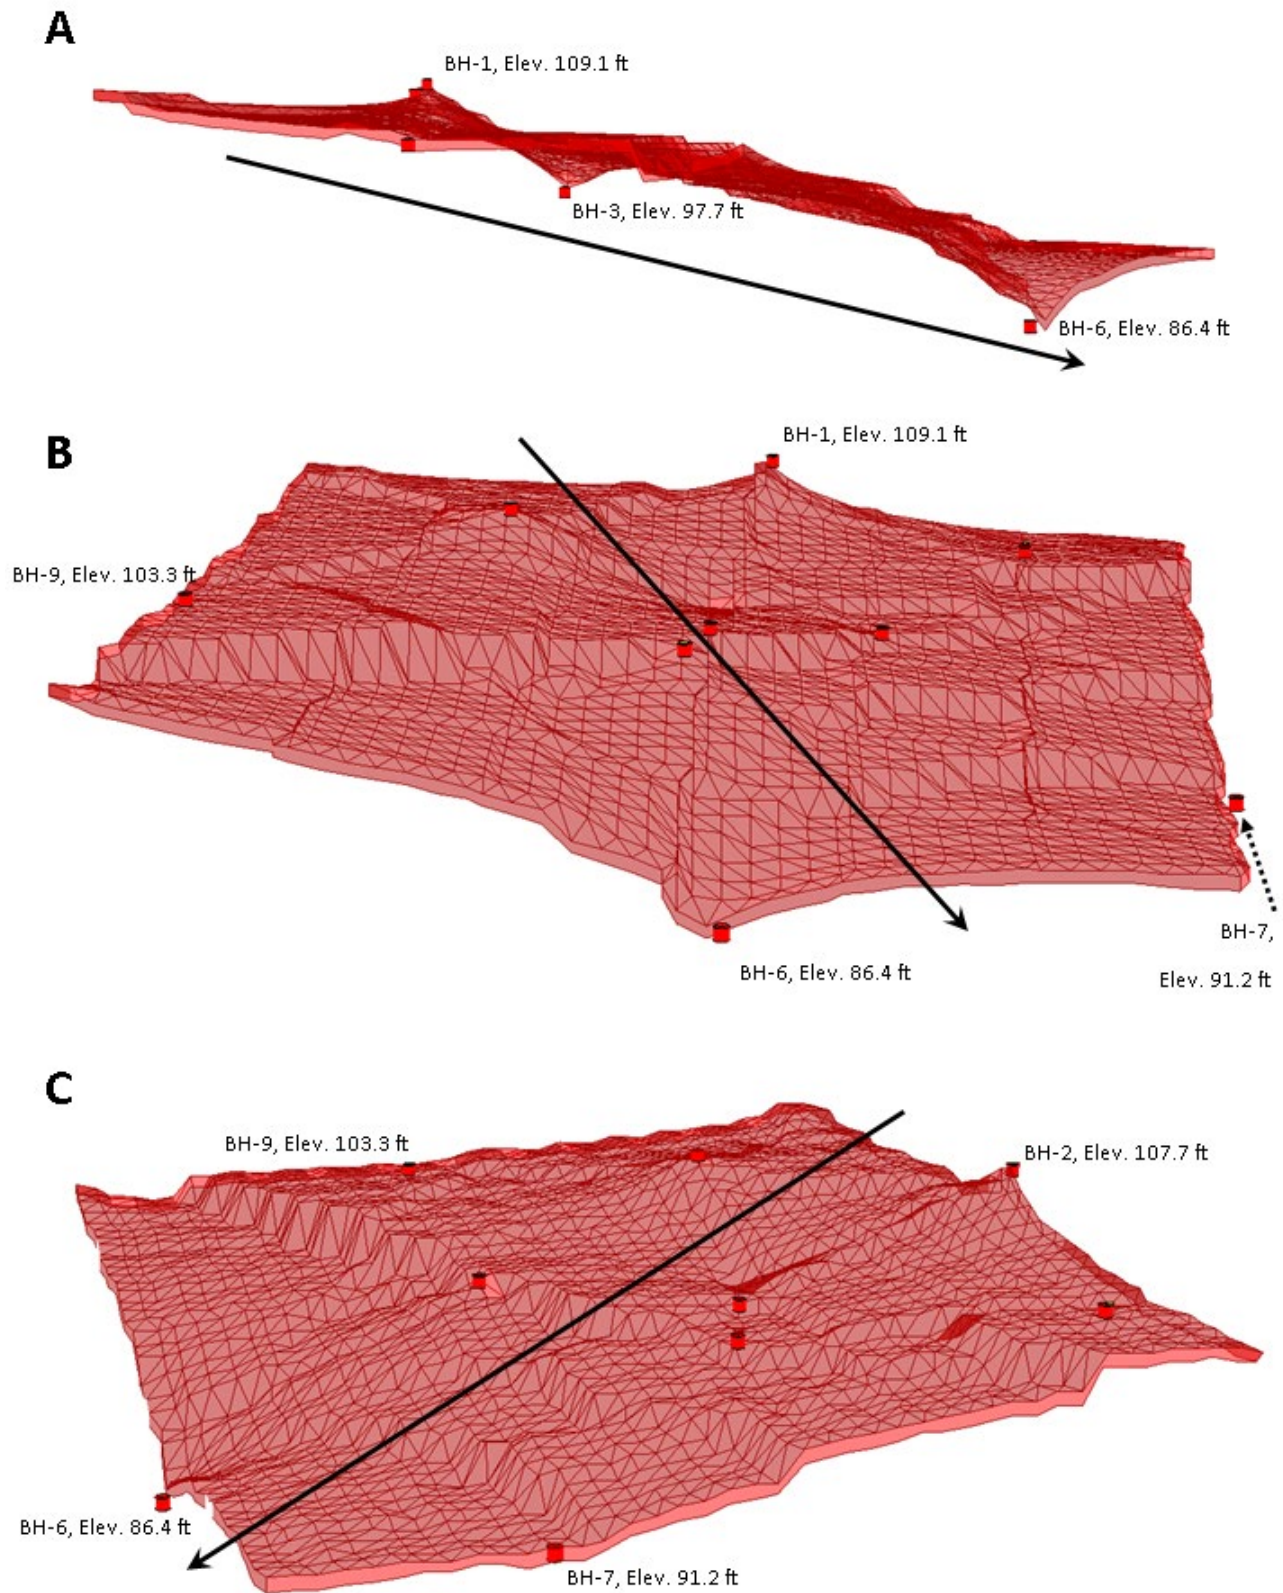 A
BH-1, Elev. 109.1 ft
BH-3, Elev. 97.7 ft
BH-6, Elev. 86.4 ft
B
BH-1, Elev. 109.1 ft
BH-9, Elev. 103.3 ft
BH-7,
Elev. 91.2 ft
BH-6, Elev. 86.4 ft
C
BH-9, Elev. 103.3 ft
BH-2, Elev. 107.7 ft
BH-6, Elev. 86.4 ft
BH-7, Elev. 91.2 ft